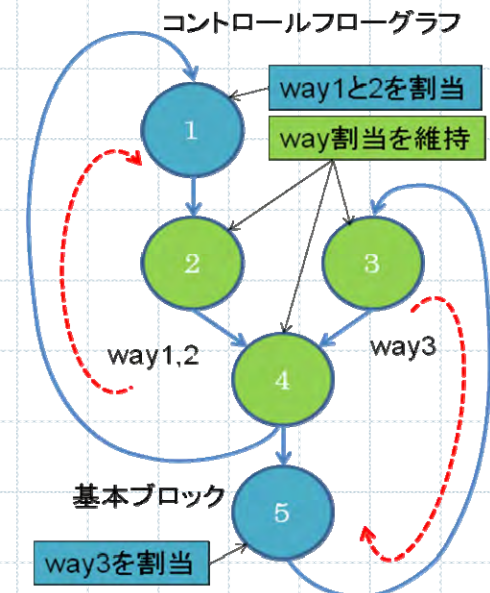 コントロールフローグラフ
way1と2を割当
1
way割当を維持
2
3
way1,2
way3
4
基本ブロック
5
way3を割当